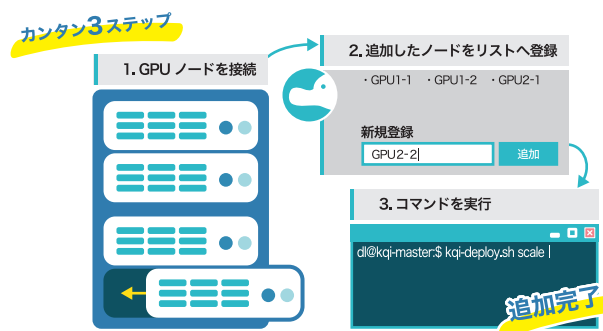 カンタン3ステップ
1. GPU ノードを接続
2. 追加したノードをリストへ登録
・GPU1-1 ・GPU1-2 ・GPU2-1
新規登録
GPU2-2
追加
3. コマンドを実行
dl@kqi-master:$ kqi-deploy.sh scale
追加完了